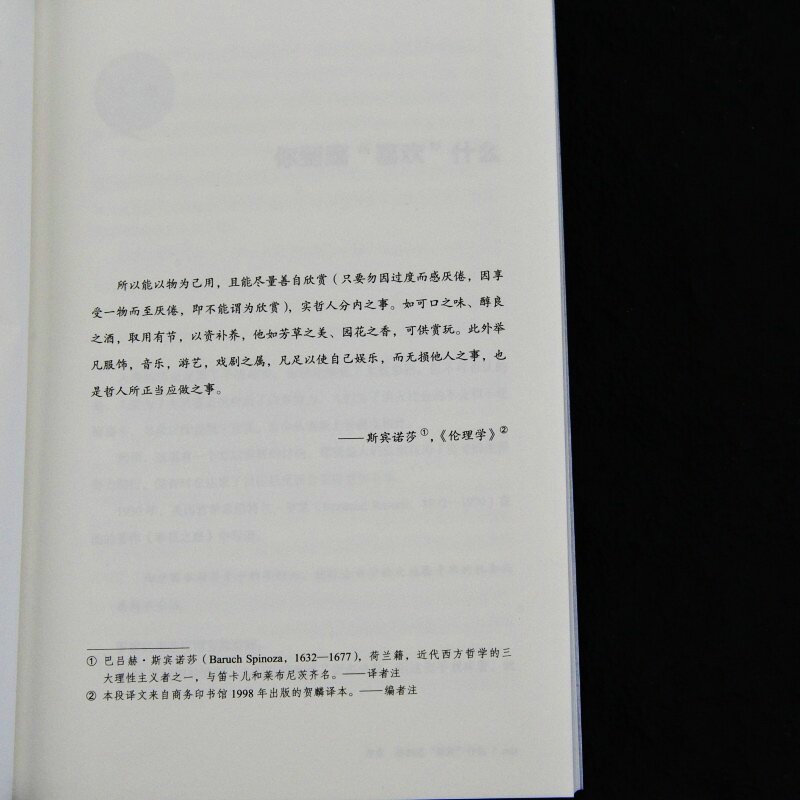 所以能以物为己用，且能尽量善自欣赏（只要勿因过度而感厌倦，因享
受一物而至厌倦，即不能谓为欣赏），实哲人分内之事。如可口之味、醇良
之酒，取用有节，以资补养，他如芳草之美、园花之香，可供赏玩。此外举
凡服饰，音乐，游艺，戏剧之属，凡足以使自己娱乐，而无损他人之事，也
是哲人所正当应做之事。
——斯宾诺莎①，《伦理学》②
① 巴吕赫·斯宾诺莎（Baruch Spinoza，1632—1677），荷兰籍，近代西方哲学的三
大理性主义者之一，与笛卡儿和莱布尼茨齐名。——译者注
② 本段译文来自商务印书馆 1998 年出版的贺麟译本。——编者注